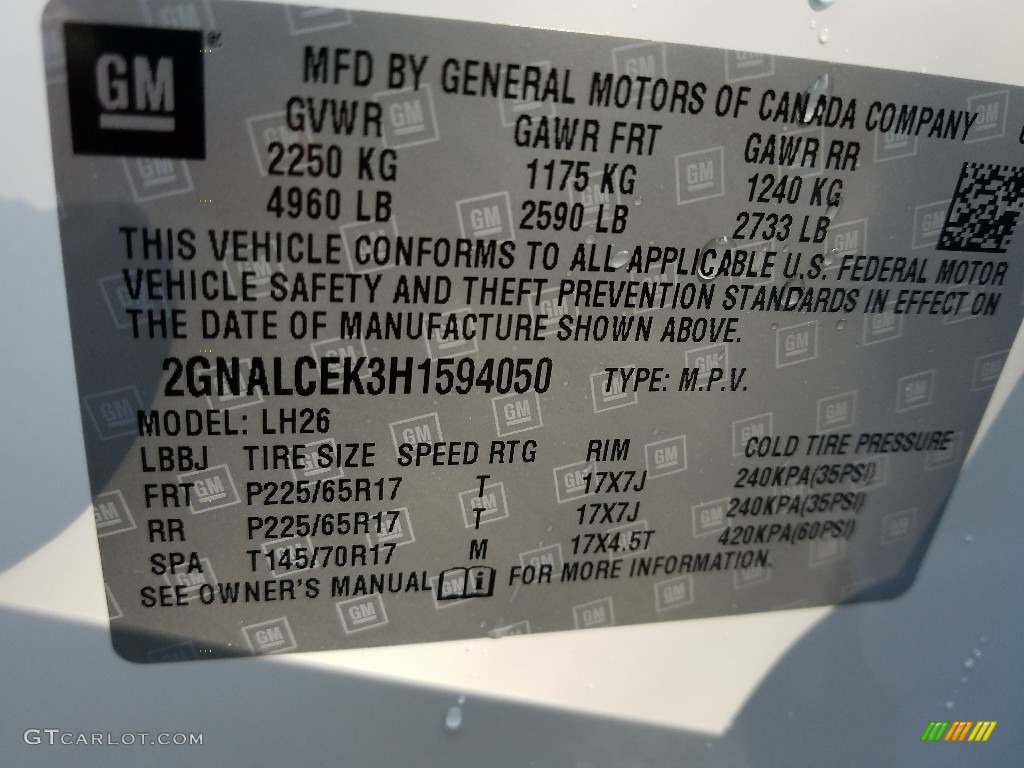 GM
MFD BY GENERAL MOTORS OF CANADA COMPANY
GVWR GAWR FRT GAWR RR
2250 KG 1175 KG 1240 KG
4960 LB 2590 LB 2733 LB
THIS VEHICLE CONFORMS TO ALL APPLICABLE U.S. FEDERAL MOTOR
VEHICLE SAFETY AND THEFT PREVENTION STANDARDS IN EFFECT ON
THE DATE OF MANUFACTURE SHOWN ABOVE.
2GNALCEK3H1594050 TYPE: M.P.V.
MODEL: LH26
LBBJ TIRE SIZE SPEED RTG RIM COLD TIRE PRESSURE
FRT P225/65R17 T 17X7J 240KPA(35PSI)
RR P225/65R17 T 17X7J 240KPA(35PSI)
SPA T145/70R17 M 17X4.5T 420KPA(60PSI)
SEE OWNER'S MANUAL FOR MORE INFORMATION.
GTCARLOT.COM